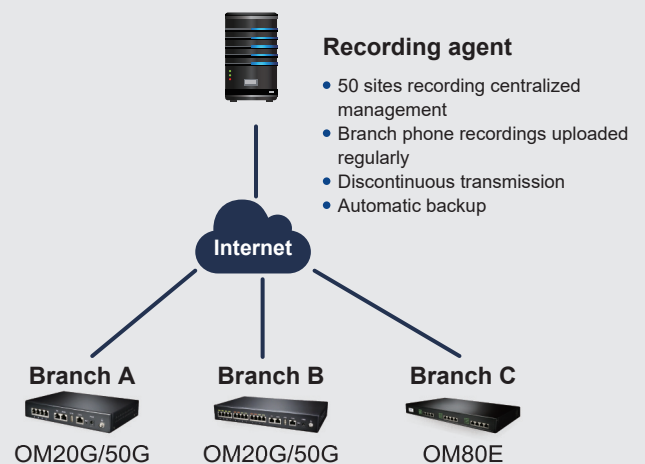 Recording agent
• 50 sites recording centralized
management
• Branch phone recordings uploaded
regularly
• Discontinuous transmission
• Automatic backup
Internet
Branch A
Branch B
Branch C
OM20G/50G
OM20G/50G
OM80E